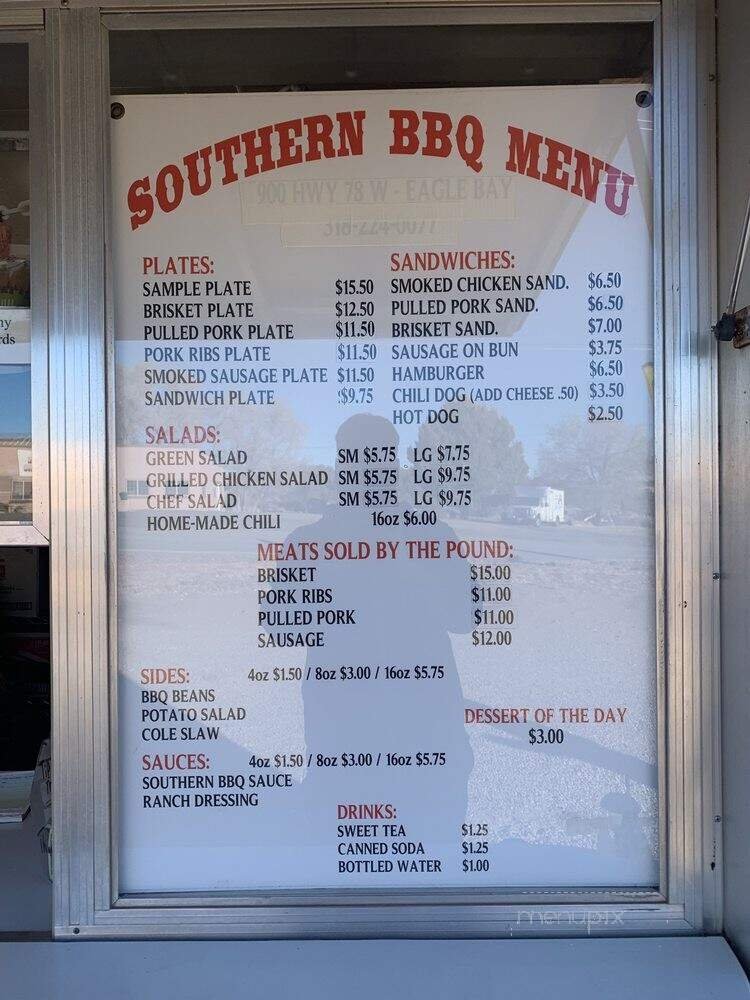 SOUTHERN BBQ MENU
900 HWY 78 W - EAGLE BAY
318-224-0077
PLATES:
SAMPLE PLATE $15.50
BRISKET PLATE $12.50
PULLED PORK PLATE $11.50
PORK RIBS PLATE $11.50
SMOKED SAUSAGE PLATE $11.50
SANDWICH PLATE $9.75
SANDWICHES:
SMOKED CHICKEN SAND. $6.50
PULLED PORK SAND. $6.50
BRISKET SAND. $7.00
SAUSAGE ON BUN $3.75
HAMBURGER $6.50
CHILI DOG (ADD CHEESE .50) $3.50
HOT DOG $2.50
SALADS:
GREEN SALAD SM $5.75 LG $7.75
GRILLED CHICKEN SALAD SM $5.75 LG $9.75
CHEF SALAD SM $5.75 LG $9.75
HOME-MADE CHILI 16oz $6.00
MEATS SOLD BY THE POUND:
BRISKET $15.00
PORK RIBS $11.00
PULLED PORK $11.00
SAUSAGE $12.00
SIDES: 4oz $1.50 / 8oz $3.00 / 16oz $5.75
BBQ BEANS
POTATO SALAD
COLE SLAW
DESSERT OF THE DAY
$3.00
SAUCES: 4oz $1.50 / 8oz $3.00 / 16oz $5.75
SOUTHERN BBQ SAUCE
RANCH DRESSING
DRINKS:
SWEET TEA $1.25
CANNED SODA $1.25
BOTTLED WATER $1.00
menupix